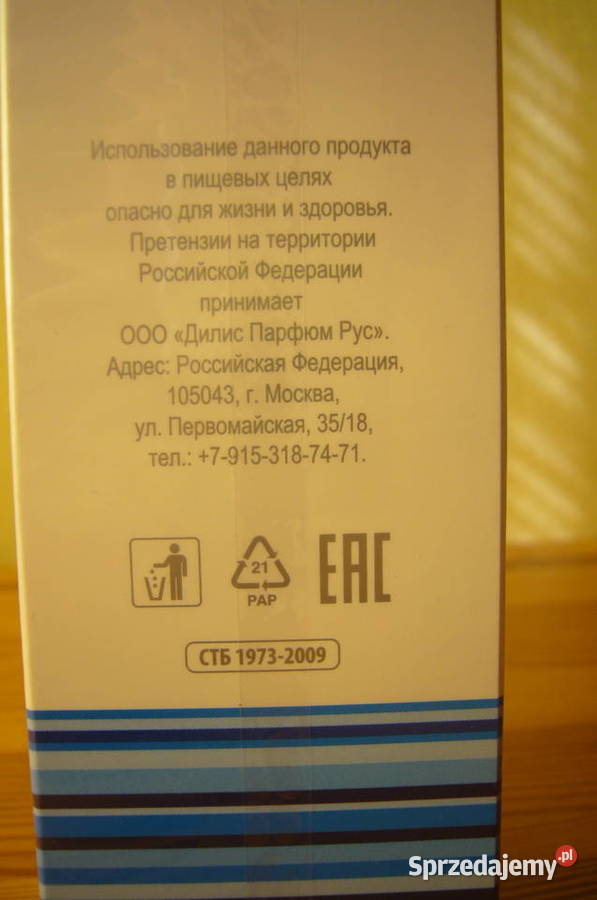 Использование данного продукта
в пищевых целях
опасно для жизни и здоровья.
Претензии на территории
Российской Федерации
принимает
ООО «Дилис Парфюм Рус».
Адрес: Российская Федерация,
105043, г. Москва,
ул. Первомайская, 35/18,
тел.: +7-915-318-74-71.
21
PAP
EAC
СТБ 1973-2009
Sprzedajemy.pl